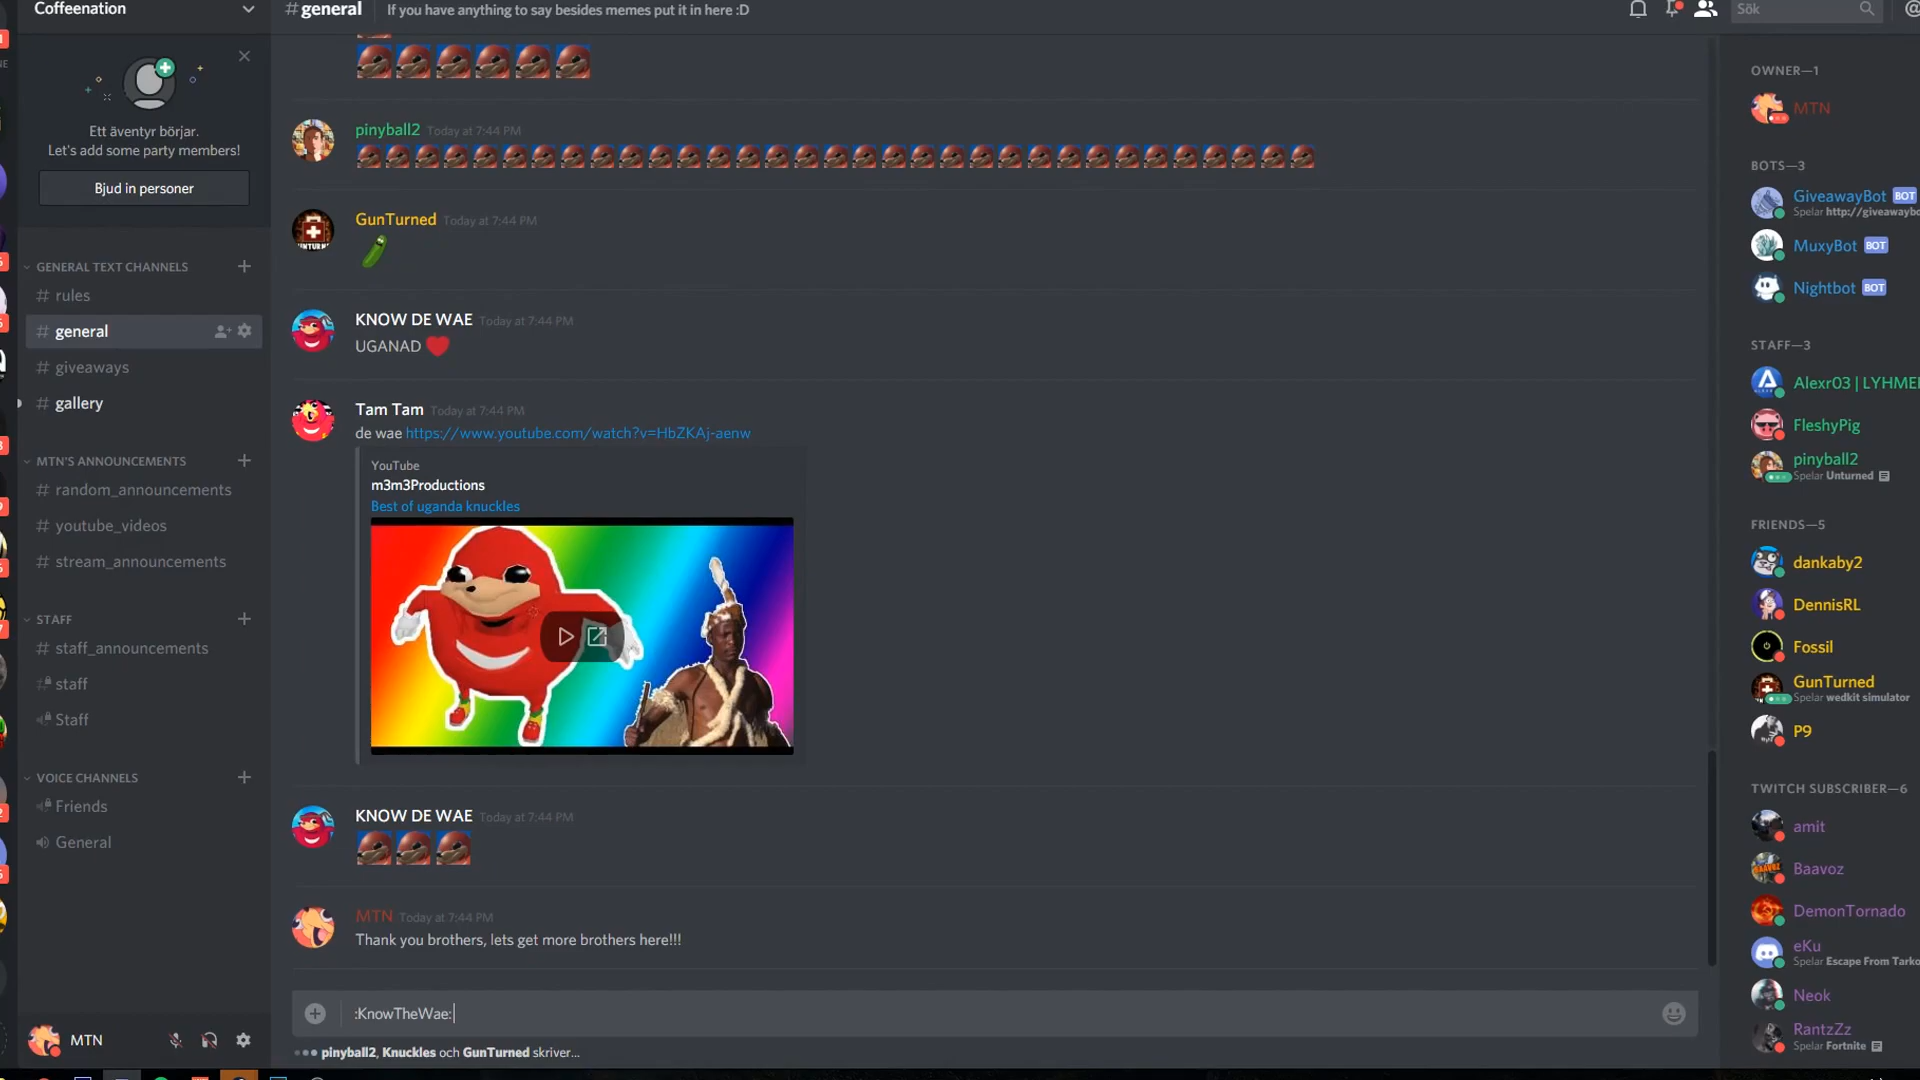 Coffeenation
#general
If you have anything to say besides memes put it in here :D
Sök
Ett äventyr börjar.
Let's add some party members!
Bjud in personer
GENERAL TEXT CHANNELS
# rules
# general
# giveaways
# gallery
MTN'S ANNOUNCEMENTS
# random_announcements
# youtube_videos
# stream_announcements
STAFF
# staff_announcements
staff
Staff
VOICE CHANNELS
Friends
General
MTN
pinyball2 Today at 7:44 PM
GunTurned Today at 7:44 PM
KNOW DE WAE Today at 7:44 PM
UGANAD
Tam Tam Today at 7:44 PM
de wae https://www.youtube.com/watch?v=HbZKAj-aenw
YouTube
m3m3Productions
Best of uganda knuckles
KNOW DE WAE Today at 7:44 PM
MTN Today at 7:44 PM
Thank you brothers, lets get more brothers here!!!
:KnowTheWae:
pinyball2, Knuckles och GunTurned skriver...
OWNER—1
MTN
BOTS—3
GiveawayBot BOT
Spelar http://giveawaybo
MuxyBot BOT
Nightbot BOT
STAFF—3
Alexr03 | LYHMEI
FleshyPig
pinyball2
Spelar Unturned
FRIENDS—5
dankaby2
DennisRL
Fossil
GunTurned
Spelar wedkit simulator
P9
TWITCH SUBSCRIBER—6
amit
Baavoz
DemonTornado
eKu
Spelar Escape From Tarko
Neok
RantzZz
Spelar Fortnite